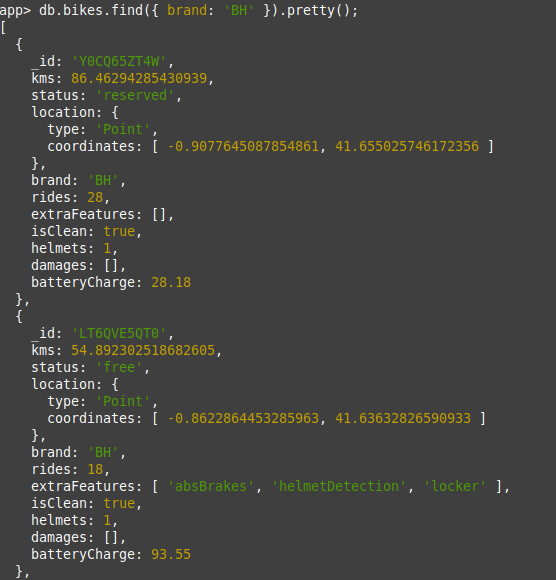 app> db.bikes.find({ brand: 'BH' }).pretty();
[
  {
    _id: 'Y0CQ65ZT4W',
    kms: 86.46294285430939,
    status: 'reserved',
    location: {
      type: 'Point',
      coordinates: [ -0.9077645087854861, 41.655025746172356 ]
    },
    brand: 'BH',
    rides: 28,
    extraFeatures: [],
    isClean: true,
    helmets: 1,
    damages: [],
    batteryCharge: 28.18
  },
  {
    _id: 'LT6QVE5QT0',
    kms: 54.892302518682605,
    status: 'free',
    location: {
      type: 'Point',
      coordinates: [ -0.8622864453285963, 41.63632826590933 ]
    },
    brand: 'BH',
    rides: 18,
    extraFeatures: [ 'absBrakes', 'helmetDetection', 'locker' ],
    isClean: true,
    helmets: 1,
    damages: [],
    batteryCharge: 93.55
  },